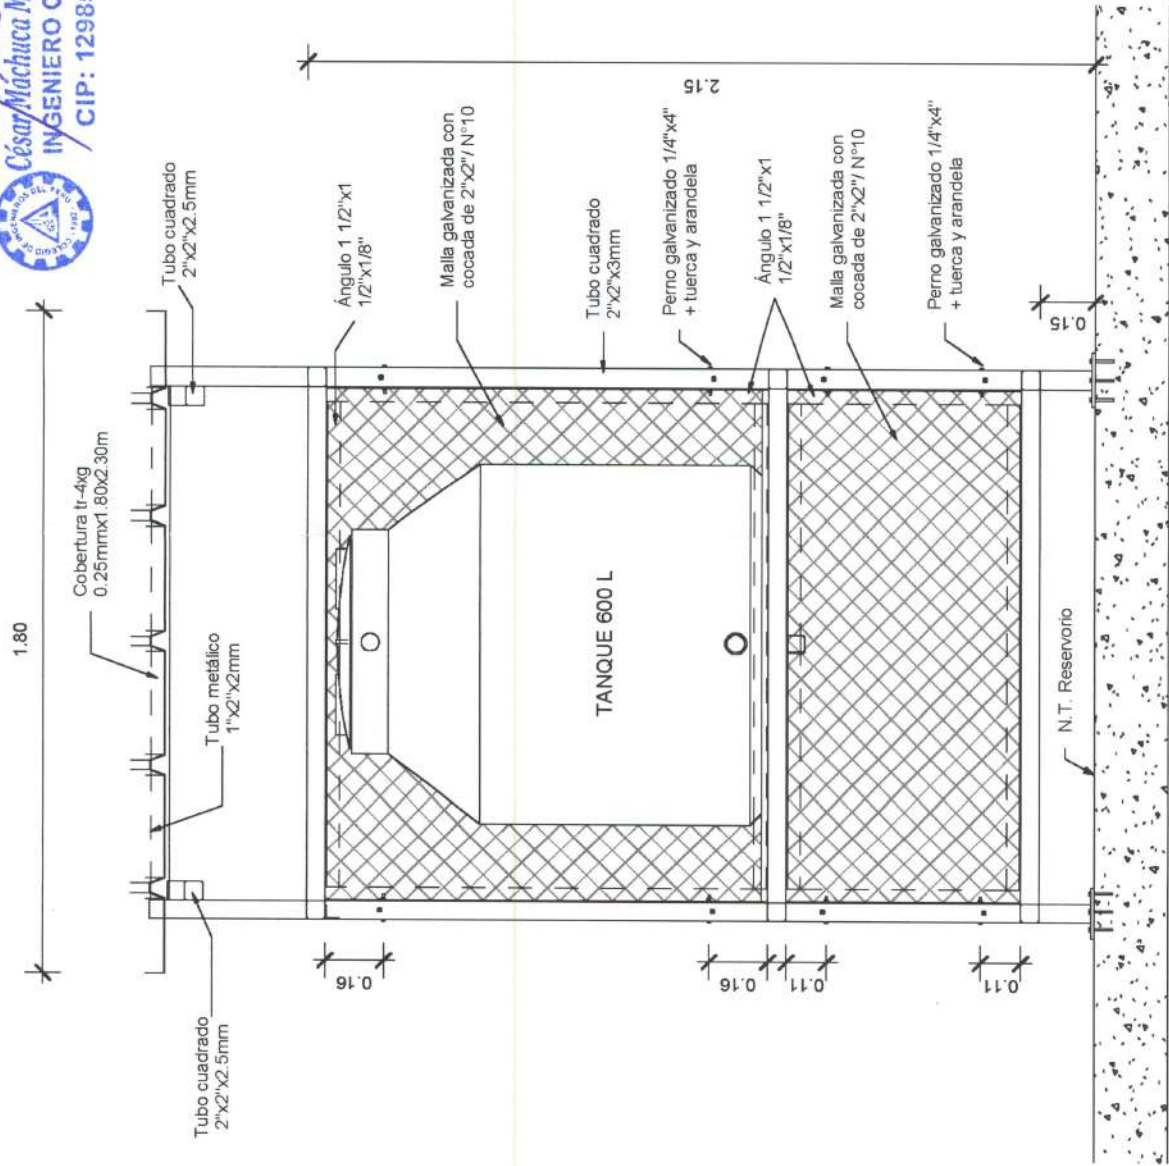 César Machuca M
INGENIERO C
CIP: 1298
COLEGIO DE INGENIEROS DEL PERU
1.80
Cobertura tr-4xg
0.25mmx1.80x2.30m
Tubo metálico
1"x2"x2mm
Tubo cuadrado
2"x2"x2.5mm
Tubo cuadrado
2"x2"x2.5mm
2.15
Ángulo 1 1/2"x1
1/2"x1/8"
Malla galvanizada con
cocada de 2"x2"/ N°10
Tubo cuadrado
2"x2"x3mm
Perno galvanizado 1/4"x4"
+ tuerca y arandela
Ángulo 1 1/2"x1
1/2"x1/8"
Malla galvanizada con
cocada de 2"x2"/ N°10
Perno galvanizado 1/4"x4"
+ tuerca y arandela
TANQUE 600 L
0.16
0.16
0.11
0.11
0.15
N.T. Reservorio